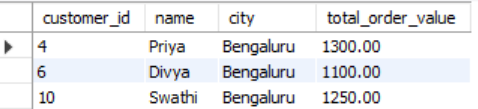 customer_id name city total_order_value
4 Priya Bengaluru 1300.00
6 Divya Bengaluru 1100.00
10 Swathi Bengaluru 1250.00